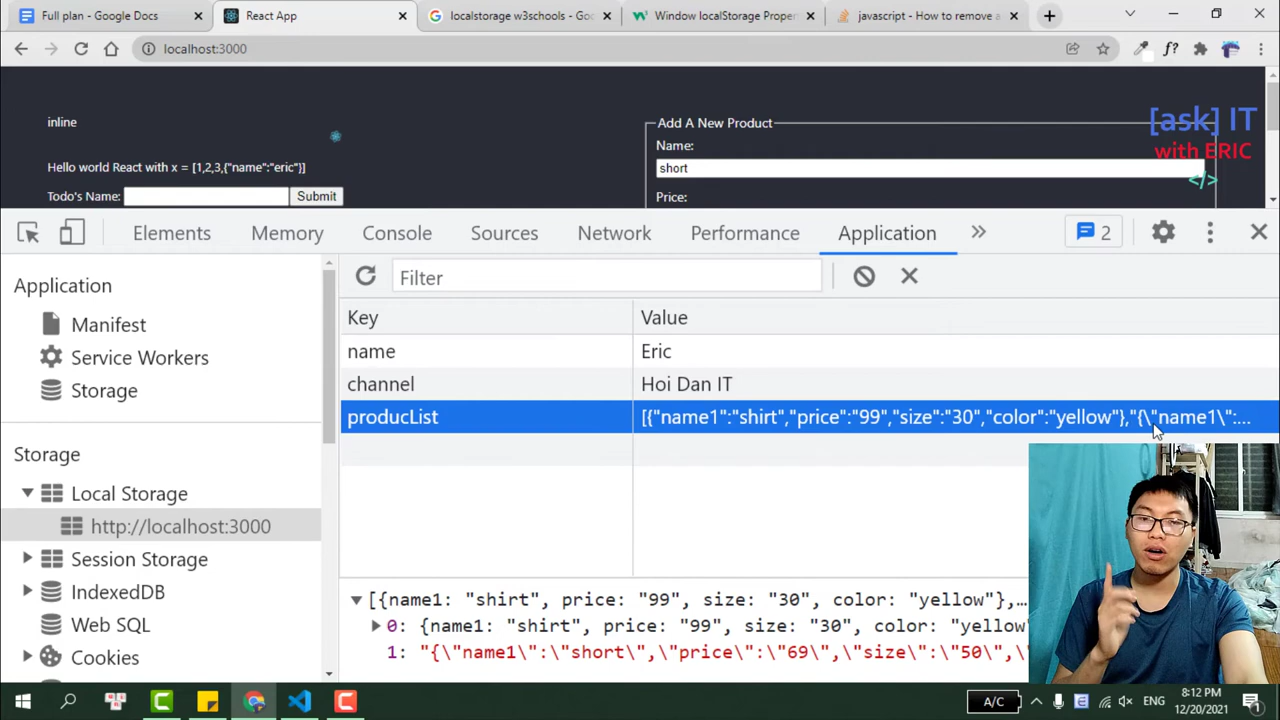 Full plan - Google Docs
React App
localstorage w3schools - Goo
Window localStorage Proper
javascript - How to remove a
localhost:3000
f?
inline
Hello world React with x = [1,2,3,{"name":"eric"}]
Todo's Name:
Submit
Add A New Product
Name:
short
Price:
[ask] IT
with ERIC
</>
Elements
Memory
Console
Sources
Network
Performance
Application
2
Application
Manifest
Service Workers
Storage
Storage
Local Storage
http://localhost:3000
Session Storage
IndexedDB
Web SQL
Cookies
Filter
Key
Value
name
Eric
channel
Hoi Dan IT
producList
[{"name1":"shirt","price":"99","size":"30","color":"yellow"},"{\"name1\":...
[{name1: "shirt", price: "99", size: "30", color: "yellow"},…
0: {name1: "shirt", price: "99", size: "30", color: "yellow
1: "{\"name1\":\"short\",\"price\":\"69\",\"size\":\"50\",\
A/C
ENG
8:12 PM
12/20/2021
1